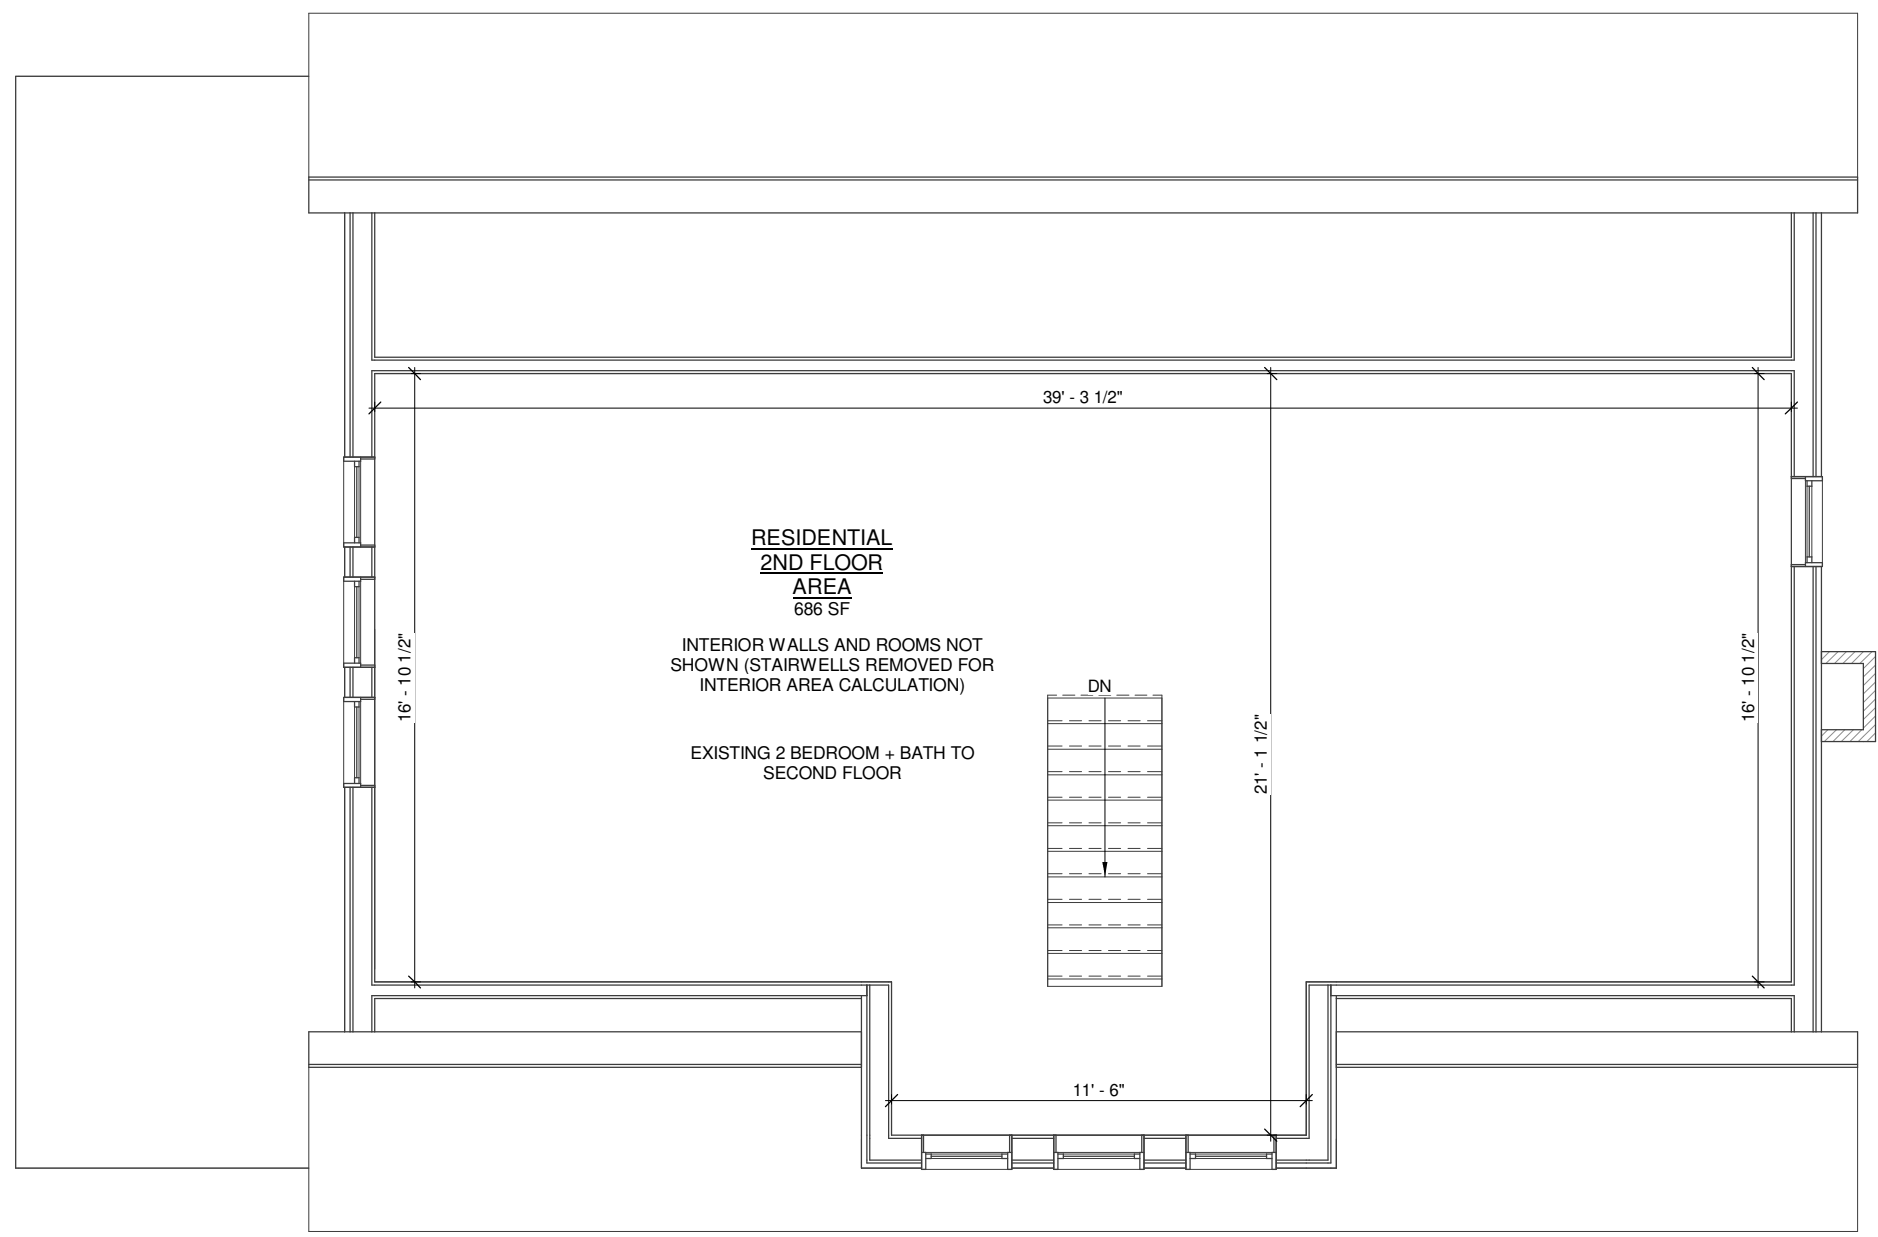 39' - 3 1/2"
RESIDENTIAL
2ND FLOOR
AREA
686 SF
INTERIOR WALLS AND ROOMS NOT
SHOWN (STAIRWELLS REMOVED FOR
INTERIOR AREA CALCULATION)
16' - 10 1/2"
DN
21' - 1 1/2"
16' - 10 1/2"
EXISTING 2 BEDROOM + BATH TO
SECOND FLOOR
11' - 6"